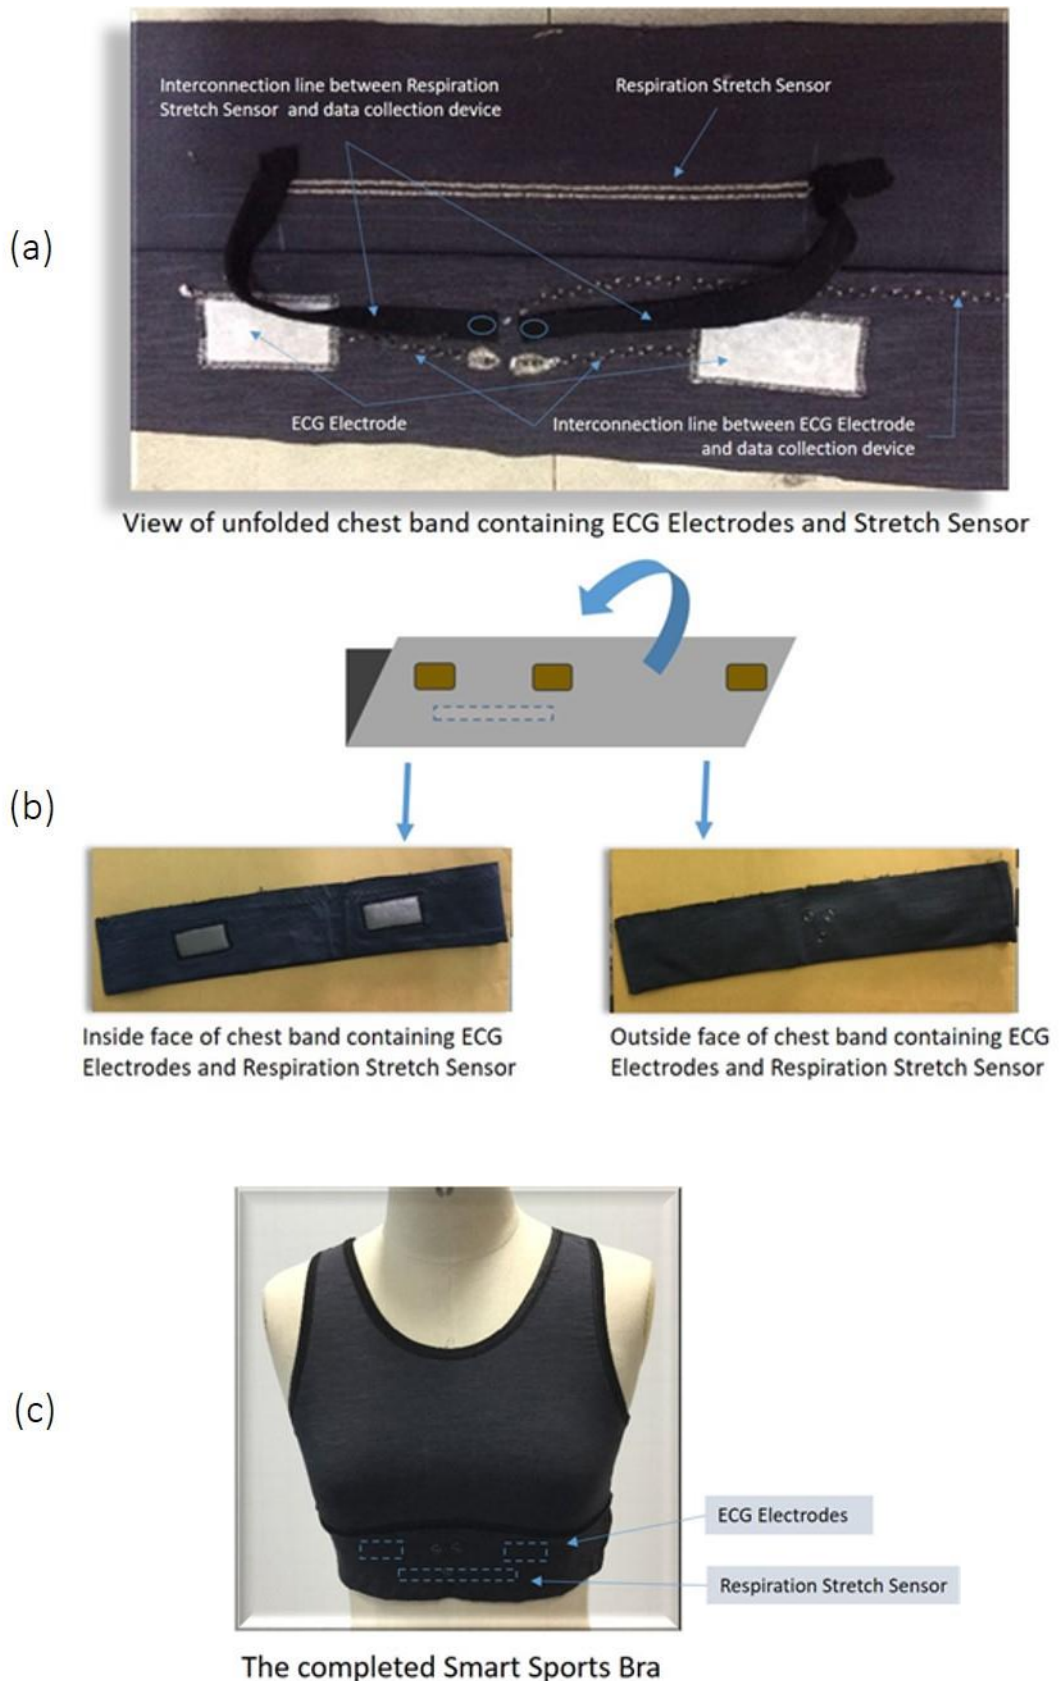 Interconnection line between Respiration
Stretch Sensor and data collection device
Respiration Stretch Sensor
(a)
ECG Electrode
Interconnection line between ECG Electrode
and data collection device
View of unfolded chest band containing ECG Electrodes and Stretch Sensor
(b)
Inside face of chest band containing ECG
Electrodes and Respiration Stretch Sensor
Outside face of chest band containing ECG
Electrodes and Respiration Stretch Sensor
(c)
ECG Electrodes
Respiration Stretch Sensor
The completed Smart Sports Bra